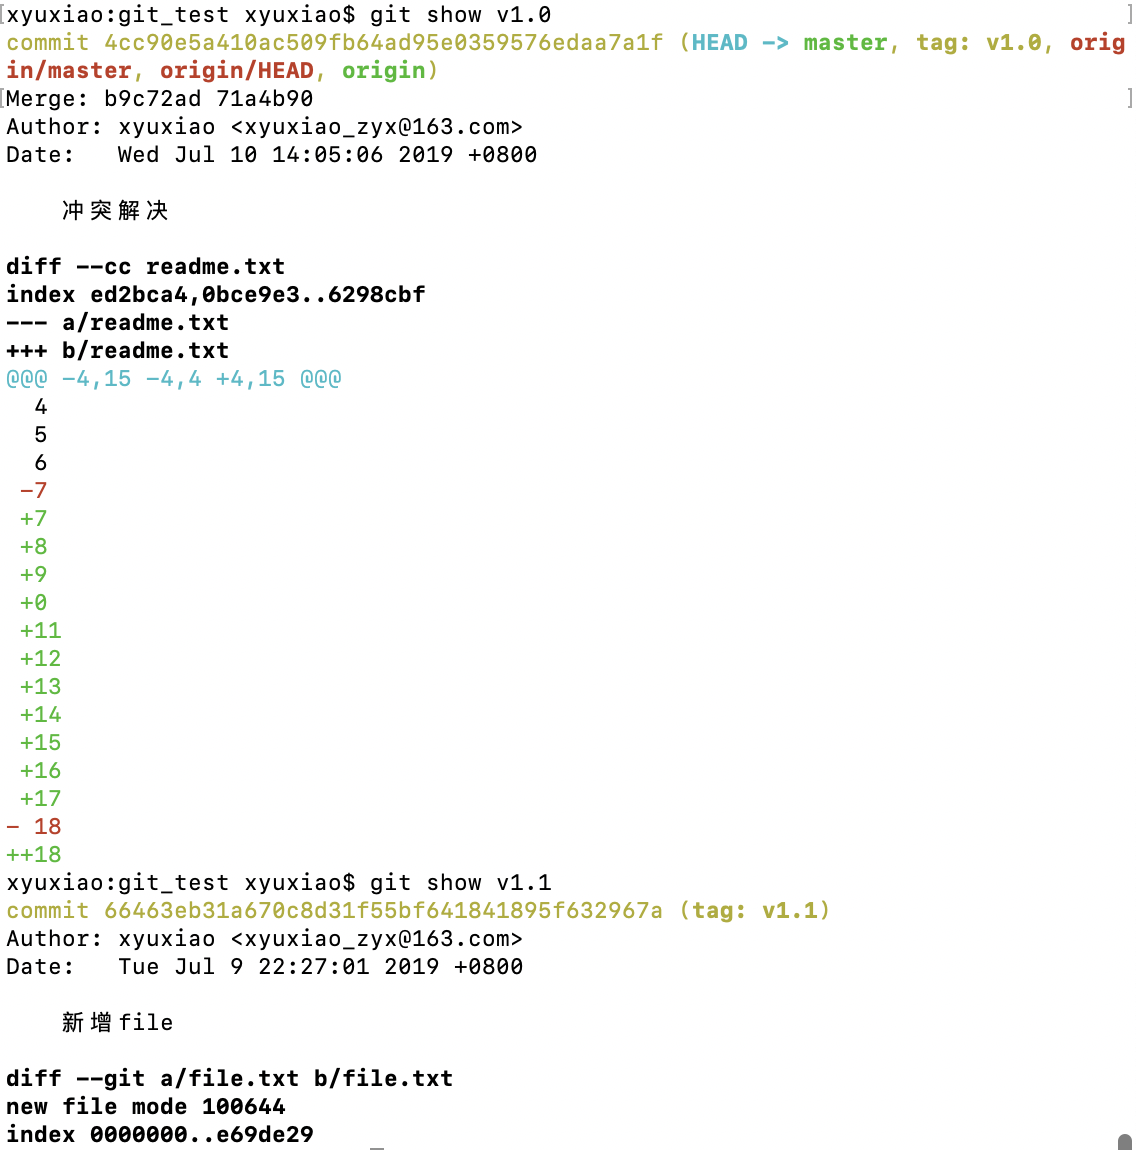 [xyuxiao:git_test xyuxiao$ git show v1.0 ]
commit 4cc90e5a410ac509fb64ad95e0359576edaa7a1f (HEAD -> master, tag: v1.0, orig
in/master, origin/HEAD, origin)
[Merge: b9c72ad 71a4b90 ]
Author: xyuxiao <xyuxiao_zyx@163.com>
Date:   Wed Jul 10 14:05:06 2019 +0800
    冲突解决
diff --cc readme.txt
index ed2bca4,0bce9e3..6298cbf
--- a/readme.txt
+++ b/readme.txt
@@@ -4,15 -4,4 +4,15 @@@
  4
  5
  6
 -7
 +7
 +8
 +9
 +0
 +11
 +12
 +13
 +14
 +15
 +16
 +17
- 18
++18
xyuxiao:git_test xyuxiao$ git show v1.1
commit 66463eb31a670c8d31f55bf641841895f632967a (tag: v1.1)
Author: xyuxiao <xyuxiao_zyx@163.com>
Date:   Tue Jul 9 22:27:01 2019 +0800
    新增file
diff --git a/file.txt b/file.txt
new file mode 100644
index 0000000..e69de29